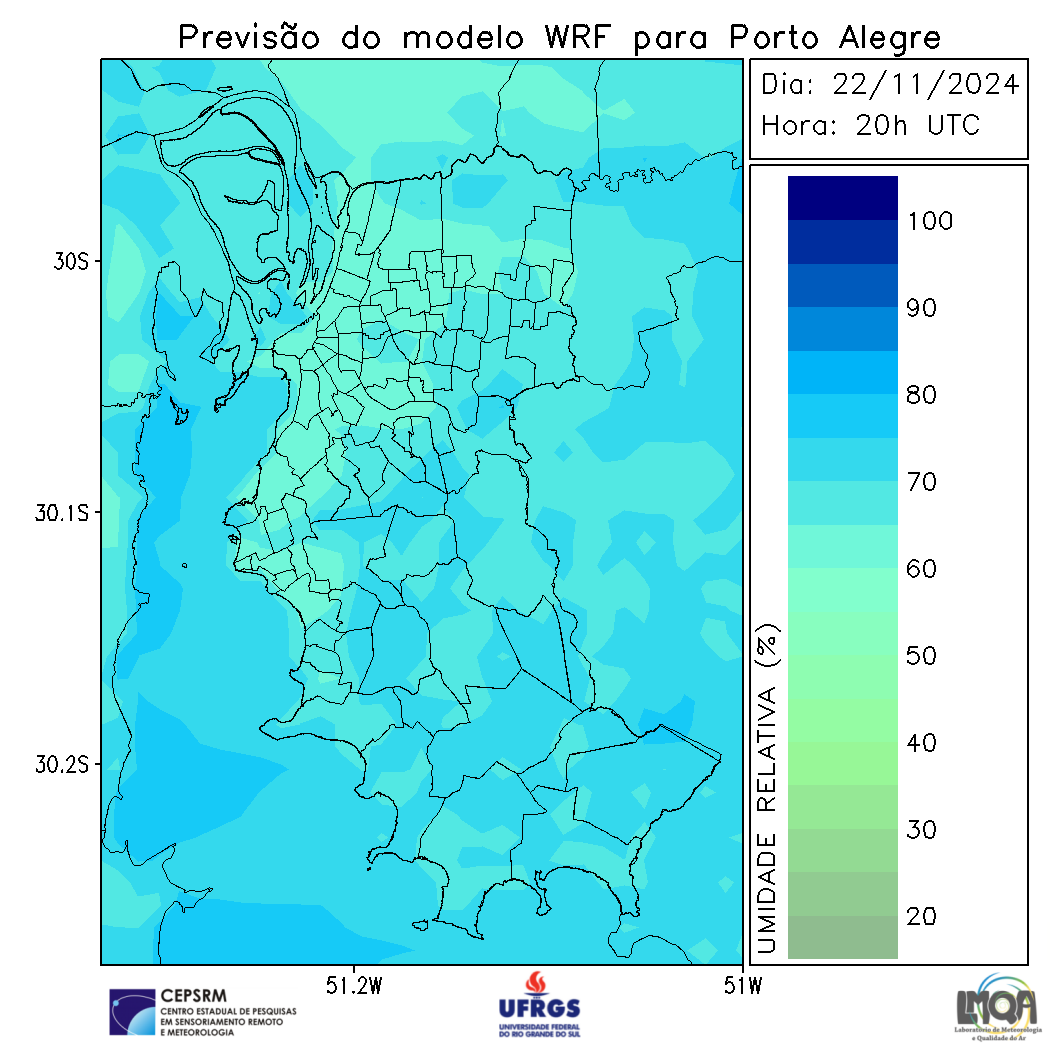 Previsão do modelo WRF para Porto Alegre
Dia: 22/11/2024
Hora: 20h UTC
30S
30.1S
30.2S
51.2W
51W
UMIDADE RELATIVA (%)
100
90
80
70
60
50
40
30
20
CEPSRM
CENTRO ESTADUAL DE PESQUISAS
EM SENSORIAMENTO REMOTO
E METEOROLOGIA
UFRGS
UNIVERSIDADE FEDERAL
DO RIO GRANDE DO SUL
LMQA
Laboratório de Meteorologia
e Qualidade do Ar